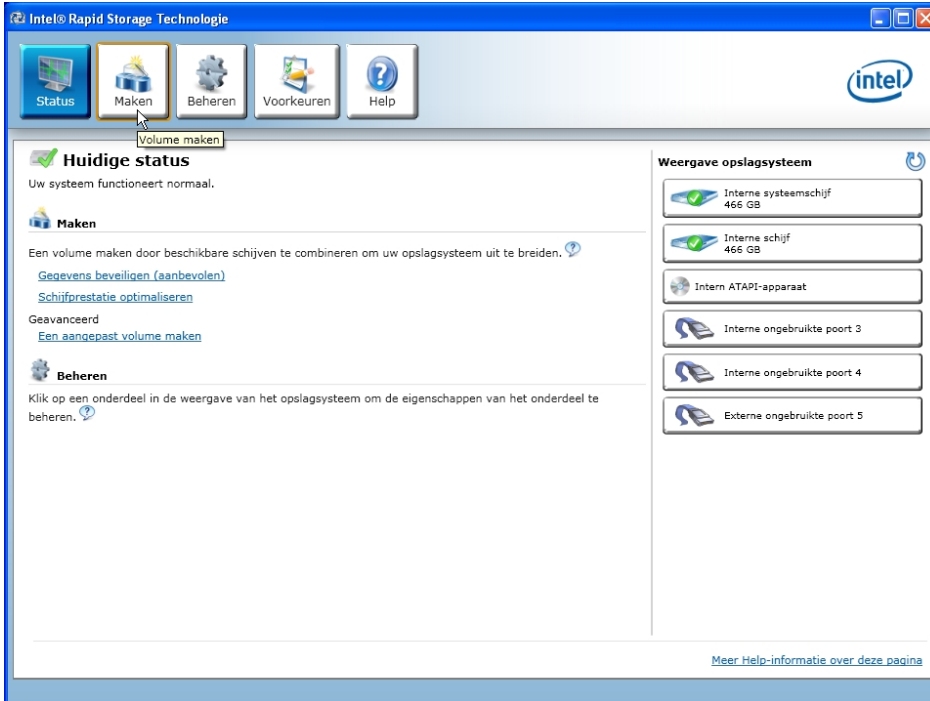 Intel® Rapid Storage Technologie
Status
Maken
Beheren
Voorkeuren
Help
intel
Volume maken
Huidige status
Uw systeem functioneert normaal.
Maken
Een volume maken door beschikbare schijven te combineren om uw opslagsysteem uit te breiden.
Gegevens beveiligen (aanbevolen)
Schijfprestatie optimaliseren
Geavanceerd
Een aangepast volume maken
Beheren
Klik op een onderdeel in de weergave van het opslagsysteem om de eigenschappen van het onderdeel te
beheren.
Weergave opslagsysteem
Interne systeemschijf
466 GB
Interne schijf
466 GB
Intern ATAPI-apparaat
Interne ongebruikte poort 3
Interne ongebruikte poort 4
Externe ongebruikte poort 5
Meer Help-informatie over deze pagina